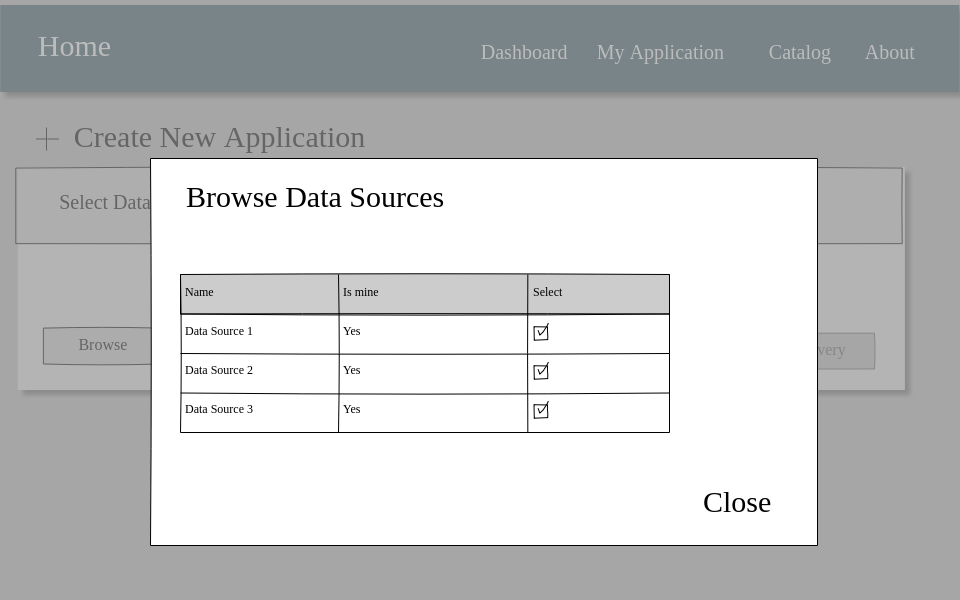 Home
Dashboard My Application Catalog About
Create New Application
Select Data
Browse Data Sources
Name Is mine Select
Data Source 1 Yes
Data Source 2 Yes
Data Source 3 Yes
Browse
Close